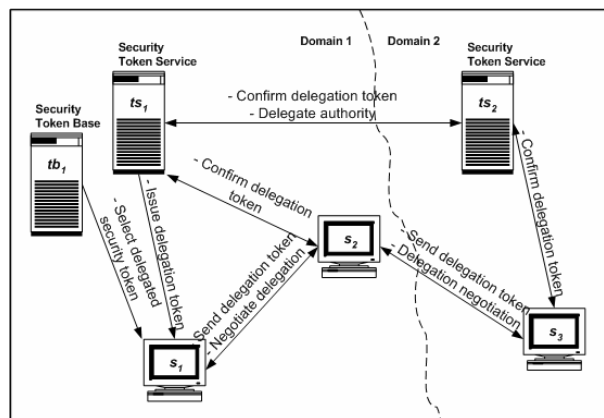 Security
Token Service
Domain 1
Domain 2
Security
Token Service
ts1
- Confirm delegation token
- Delegate authority
ts2
Security
Token Base
tb1
- Confirm delegation
token
- Issue delegation token
- Select delegated
security token
- Confirm
delegation token
s2
- Send delegation token
- Negotiate delegation
- Send delegation token
- Delegation negotiation
s1
s3